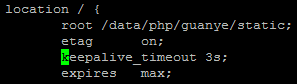 location / {
root /data/php/guanye/static;
etag on;
keepalive_timeout 3s;
expires max;